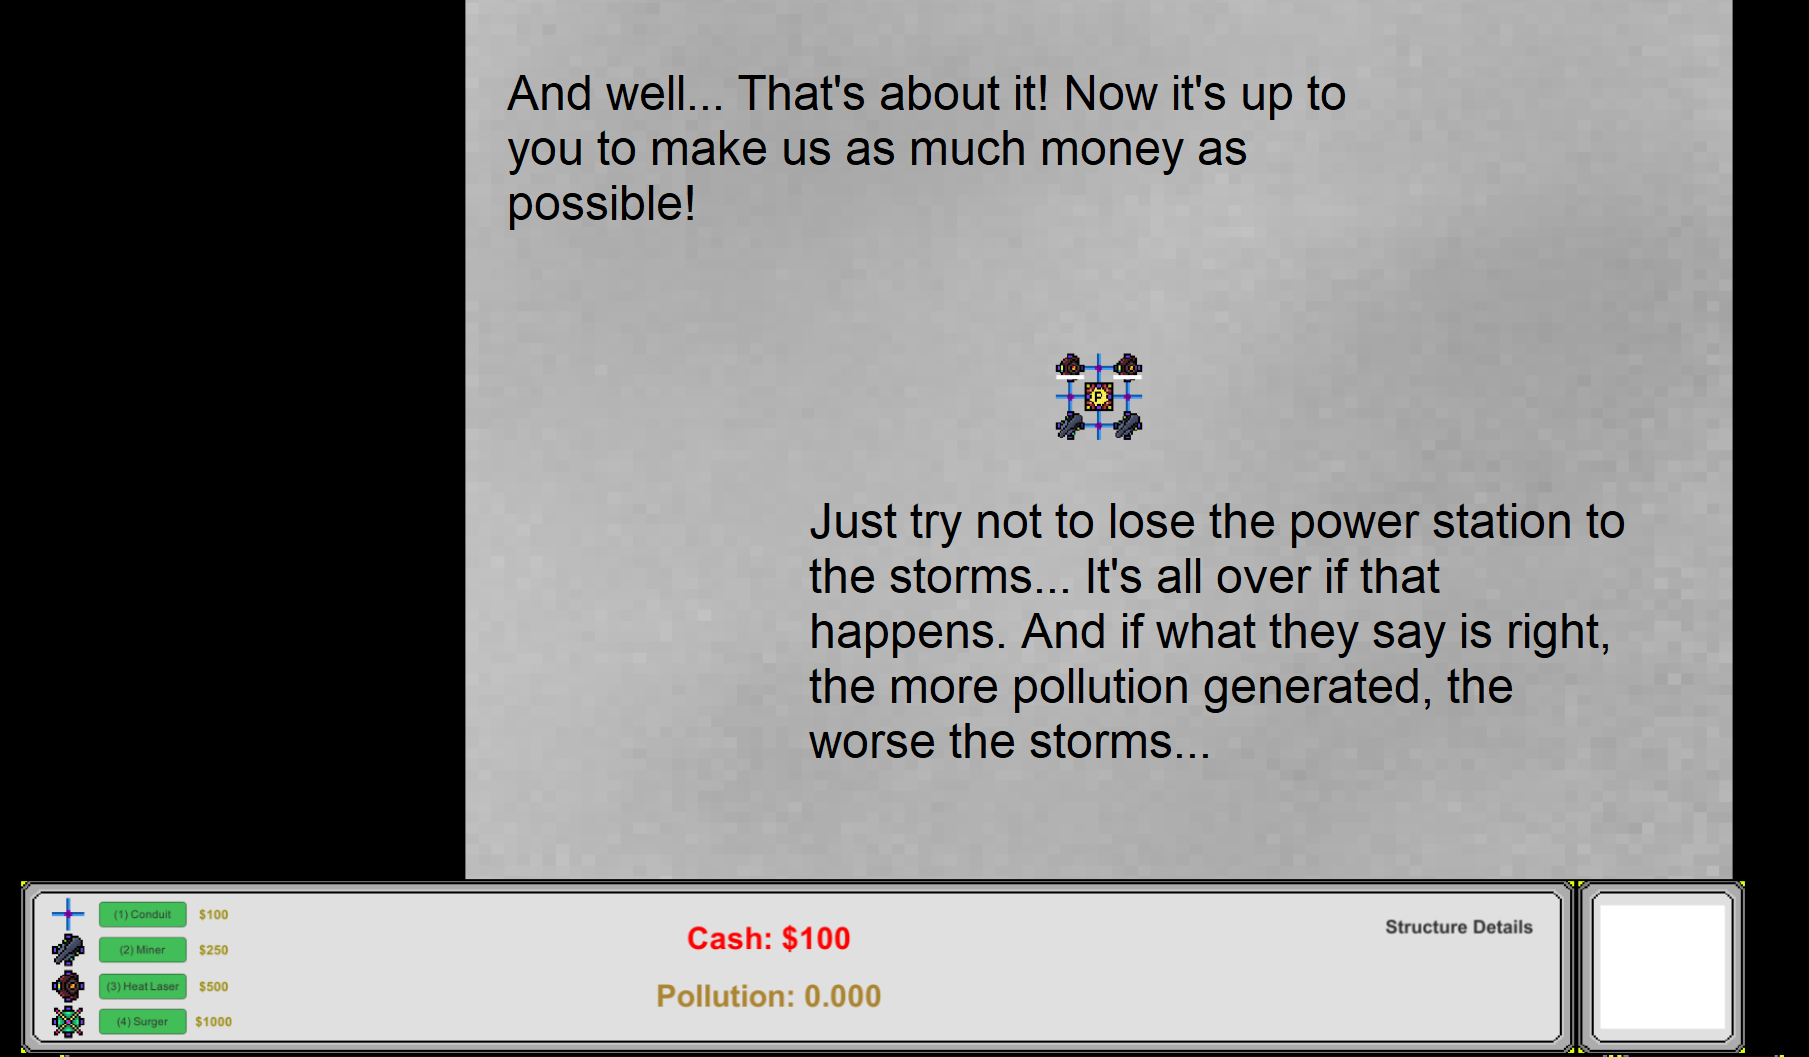 And well... That's about it! Now it's up to
you to make us as much money as
possible!
P
Just try not to lose the power station to
the storms... It's all over if that
happens. And if what they say is right,
the more pollution generated, the
worse the storms...
(1) Conduit $100
(2) Miner $250
(3) Heat Laser $500
(4) Surger $1000
Cash: $100
Pollution: 0.000
Structure Details